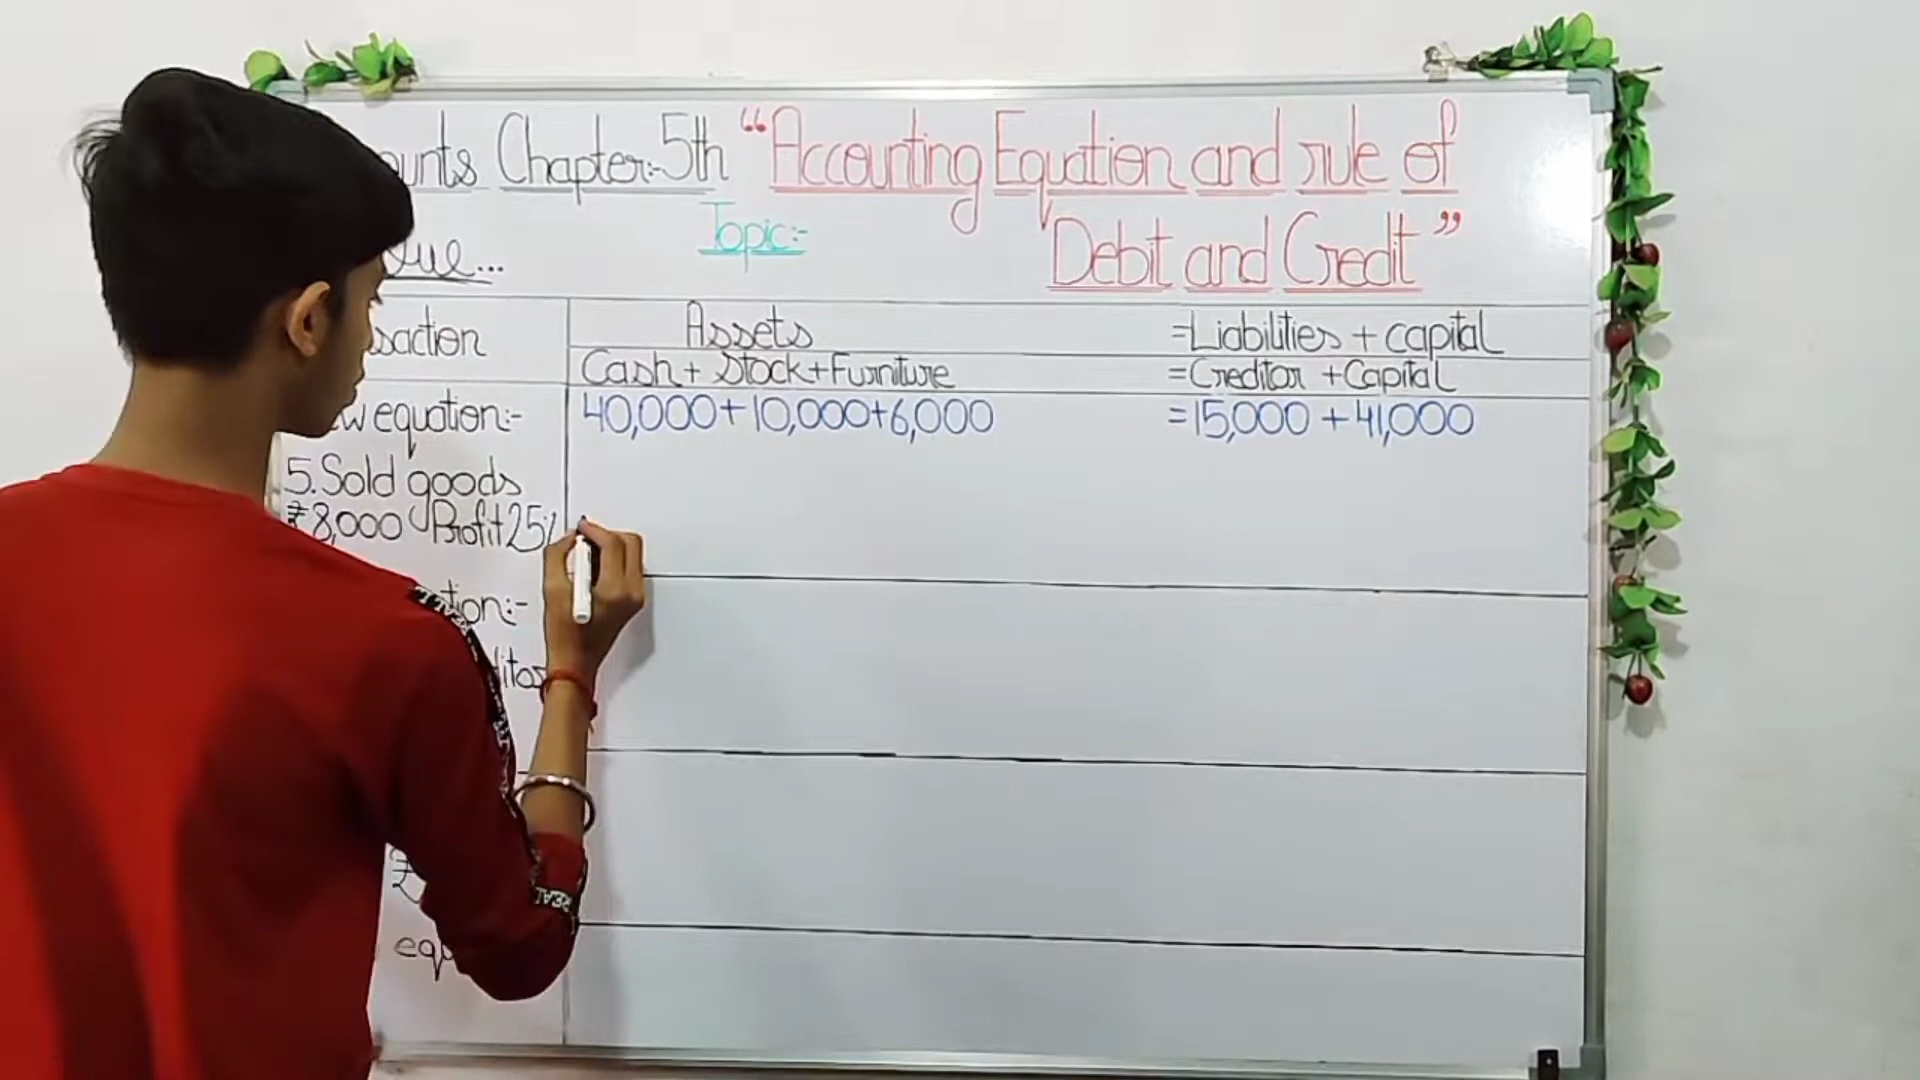 Chapter:-5th "Accounting Equation and rule of
Debit and Credit"
Topic:-
Assets =Liabilities + capital
Cash+ Stock+Furniture =Creditor +Capital
equation:- 40,000+10,000+6,000 =15,000 +41,000
5.Sold goods
₹8,000 Profit 25%